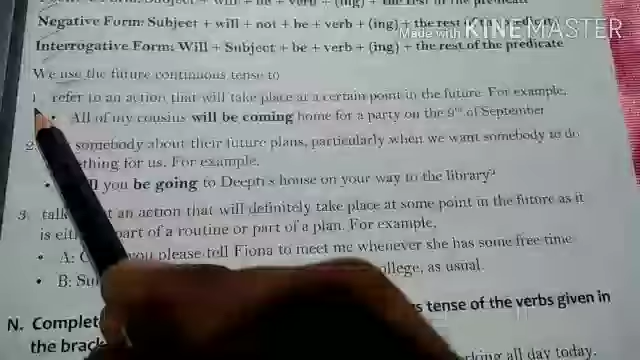 Negative Form: Subject + will + not + be + verb + (ing) + the rest of the predicate
Made with KINEMASTER
Interrogative Form: Will + Subject + be + verb + (ing) + the rest of the predicate
We use the future continuous tense to
1. refer to an action that will take place at a certain point in the future. For example,
• All of my cousins will be coming home for a party on the 9th of September
2. somebody about their future plans, particularly when we want somebody to do
thing for us. For example,
• you be going to Deepti's house on your way to the library?
3. talk an action that will definitely take place at some point in the future as it
is part of a routine or part of a plan. For example,
• A: you please tell Fiona to meet me whenever she has some free time
• B: college, as usual.
N. Complet tense of the verbs given in
the all day today.